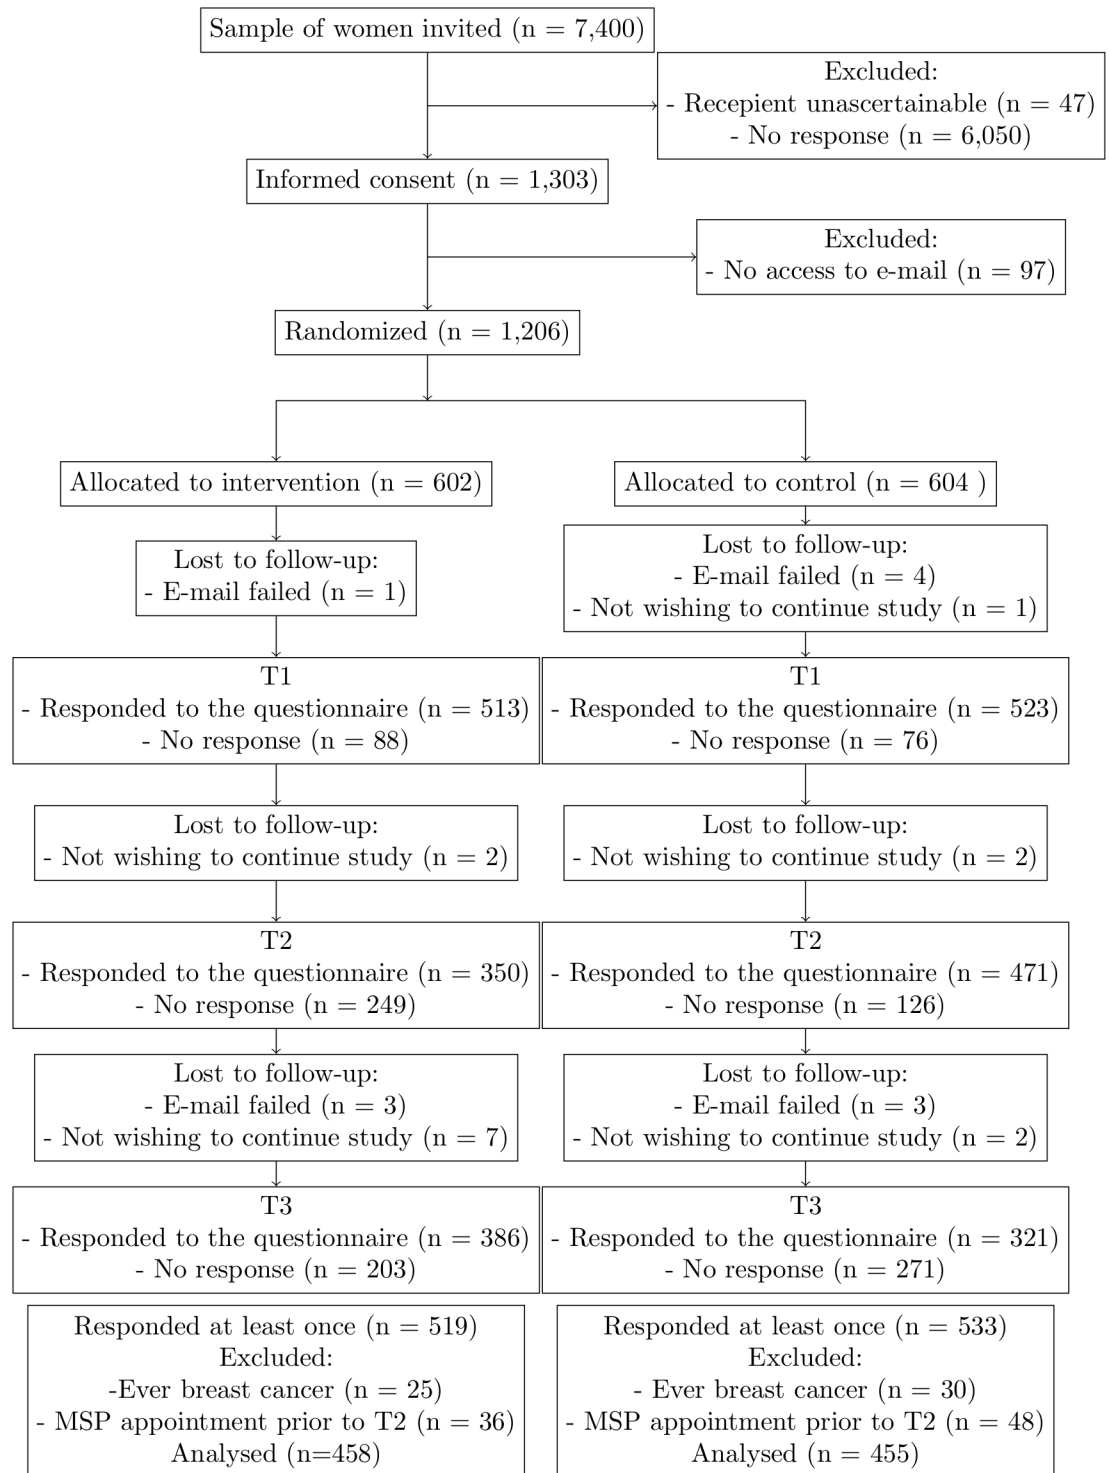 Sample of women invited (n = 7,400)
Excluded:
- Recepient unascertainable (n = 47)
- No response (n = 6,050)
Informed consent (n = 1,303)
Excluded:
- No access to e-mail (n = 97)
Randomized (n = 1,206)
Allocated to intervention (n = 602)
Allocated to control (n = 604 )
Lost to follow-up:
- E-mail failed (n = 1)
Lost to follow-up:
- E-mail failed (n = 4)
- Not wishing to continue study (n = 1)
T1
- Responded to the questionnaire (n = 513)
- No response (n = 88)
T1
- Responded to the questionnaire (n = 523)
- No response (n = 76)
Lost to follow-up:
- Not wishing to continue study (n = 2)
Lost to follow-up:
- Not wishing to continue study (n = 2)
T2
- Responded to the questionnaire (n = 350)
- No response (n = 249)
T2
- Responded to the questionnaire (n = 471)
- No response (n = 126)
Lost to follow-up:
- E-mail failed (n = 3)
- Not wishing to continue study (n = 7)
Lost to follow-up:
- E-mail failed (n = 3)
- Not wishing to continue study (n = 2)
T3
- Responded to the questionnaire (n = 386)
- No response (n = 203)
T3
- Responded to the questionnaire (n = 321)
- No response (n = 271)
Responded at least once (n = 519)
Excluded:
-Ever breast cancer (n = 25)
- MSP appointment prior to T2 (n = 36)
Analysed (n=458)
Responded at least once (n = 533)
Excluded:
- Ever breast cancer (n = 30)
- MSP appointment prior to T2 (n = 48)
Analysed (n = 455)